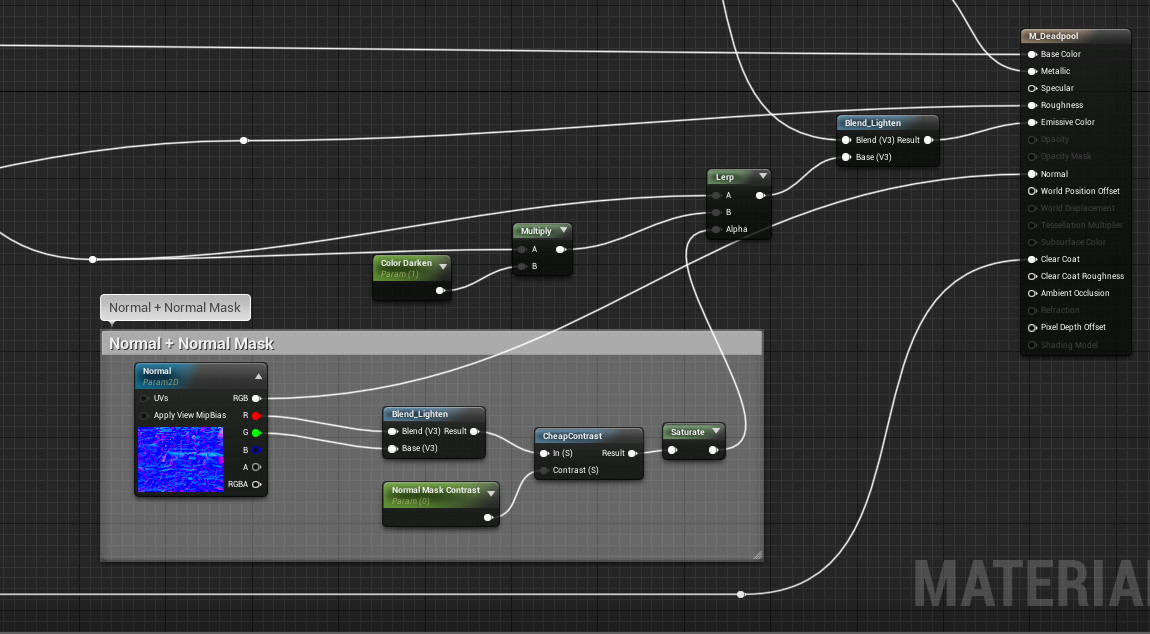 M_Deadpool
Base Color
Metallic
Specular
Roughness
Emissive Color
Opacity
Opacity Mask
Normal
World Position Offset
World Displacement
Tessellation Multiplier
Subsurface Color
Clear Coat
Clear Coat Roughness
Ambient Occlusion
Refraction
Pixel Depth Offset
Shading Model
Blend_Lighten
Blend (V3) Result
Base (V3)
Lerp
A
B
Alpha
Multiply
A
B
Color Darken
Param (1)
Normal + Normal Mask
Normal + Normal Mask
Normal
Param2D
UVs RGB
Apply View MipBias R
G
B
A
RGBA
Blend_Lighten
Blend (V3) Result
Base (V3)
Normal Mask Contrast
Param (0)
CheapContrast
In (S) Result
Contrast (S)
Saturate
MATERIA